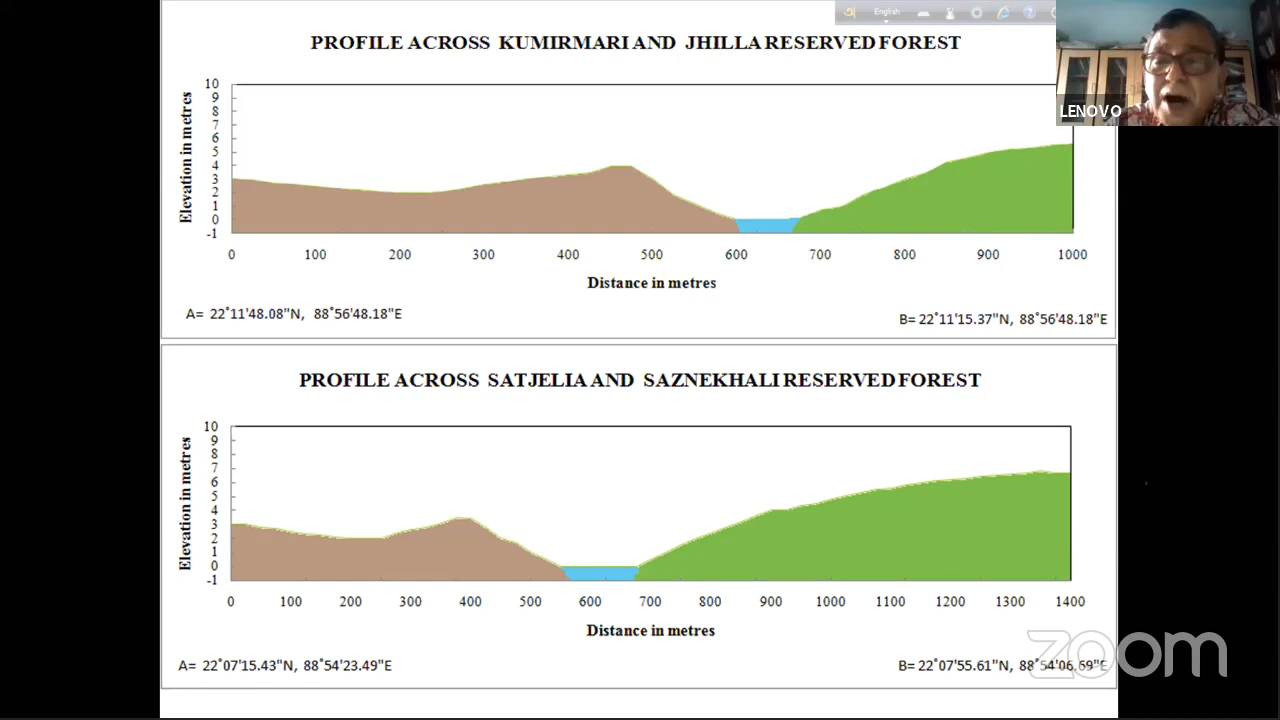 English
PROFILE ACROSS KUMIRMARI AND JHILLA RESERVED FOREST
LENOVO
Elevation in metres
10
9
8
7
6
5
4
3
2
1
0
-1
0 100 200 300 400 500 600 700 800 900 1000
Distance in metres
A= 22˚11'48.08"N, 88˚56'48.18"E
B= 22˚11'15.37"N, 88˚56'48.18"E
PROFILE ACROSS SATJELIA AND SAZNEKHALI RESERVED FOREST
Elevation in metres
10
9
8
7
6
5
4
3
2
1
0
-1
0 100 200 300 400 500 600 700 800 900 1000 1100 1200 1300 1400
Distance in metres
A= 22˚07'15.43"N, 88˚54'23.49"E
B= 22˚07'55.61"N, 88˚54'06.69"E
zoom